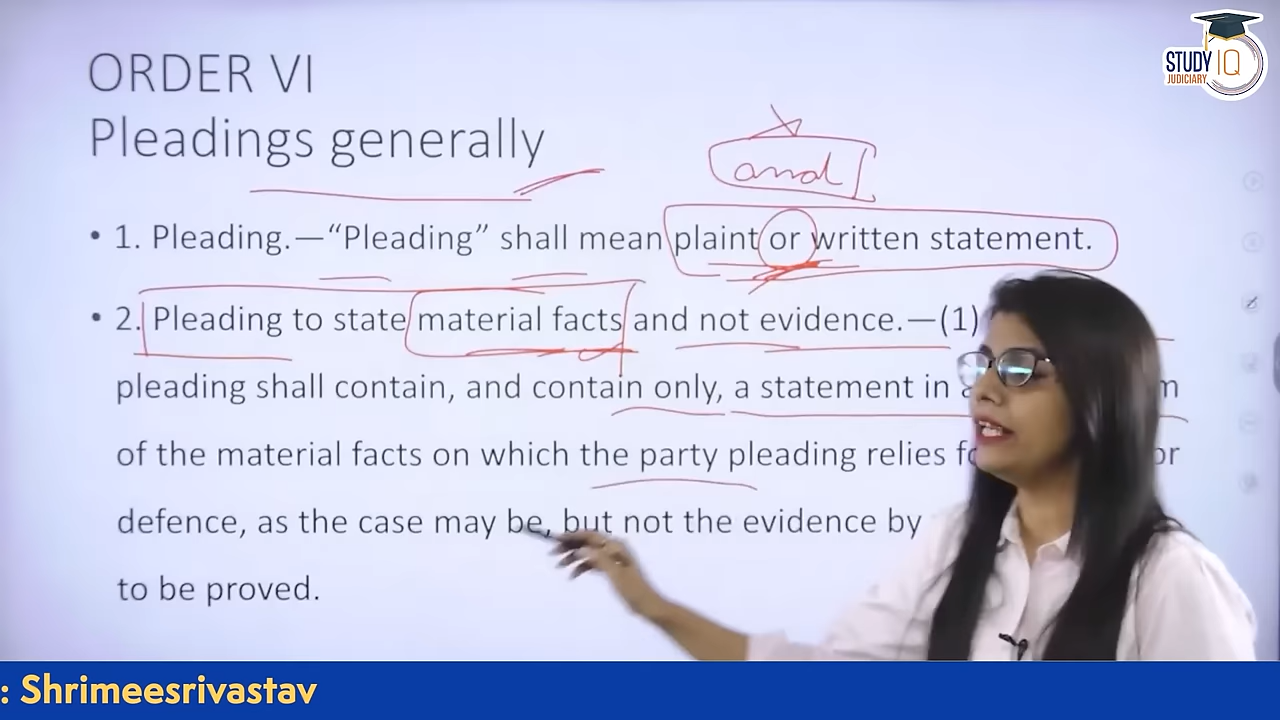 STUDY IQ
JUDICIARY
ORDER VI
Pleadings generally
and
• 1. Pleading.—“Pleading” shall mean plaint or written statement.
• 2. Pleading to state material facts and not evidence.—(1)
pleading shall contain, and contain only, a statement in
of the material facts on which the party pleading relies or
defence, as the case may be, but not the evidence by
to be proved.
: Shrimeesrivastav